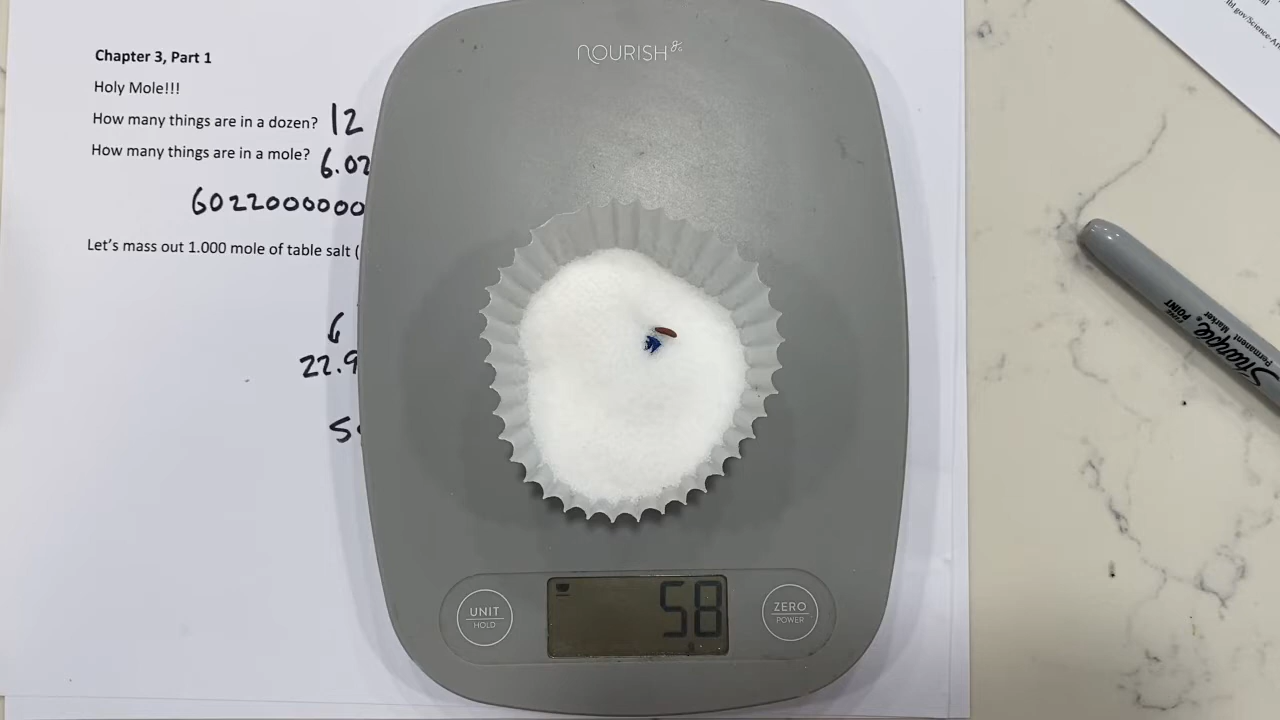 Chapter 3, Part 1
Holy Mole!!!
How many things are in a dozen? 12
How many things are in a mole? 6.02
6022000000
Let's mass out 1.000 mole of table salt (
22.9
NOURISH
58
UNIT
HOLD
ZERO
POWER
Sharpie
FINE POINT
Permanent Marker